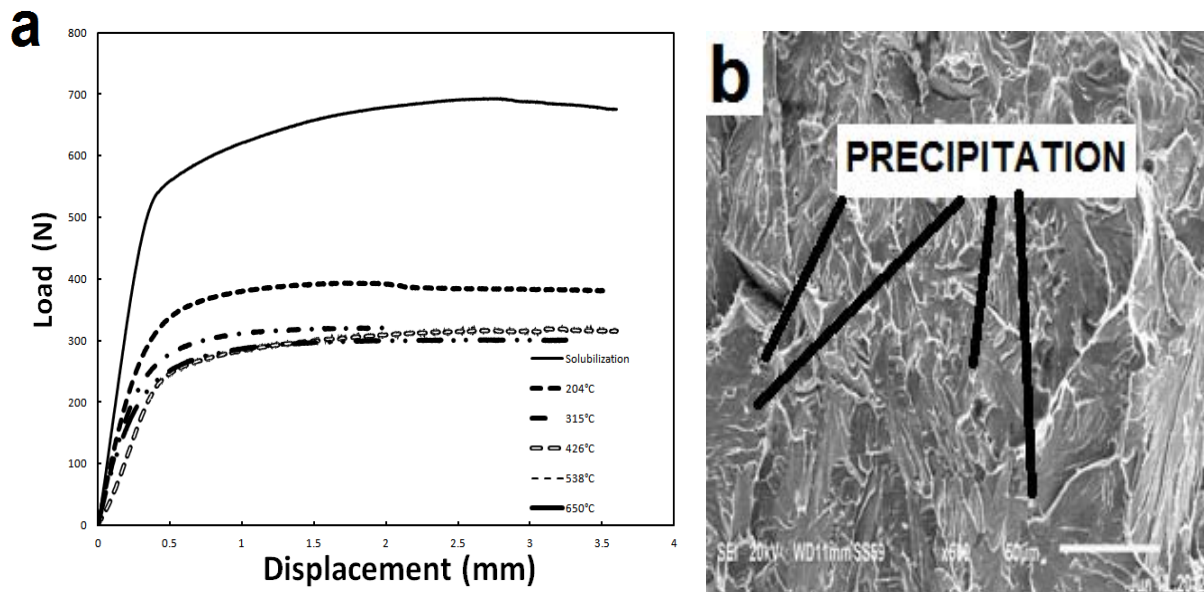 a
800
700
600
500
400
300
200
100
0
Load (N)
0 0.5 1 1.5 2 2.5 3 3.5 4
Displacement (mm)
Solubilization
204°C
315°C
426°C
538°C
650°C
b
PRECIPITATION
SEI 20kV WD11mm SS59 50µm